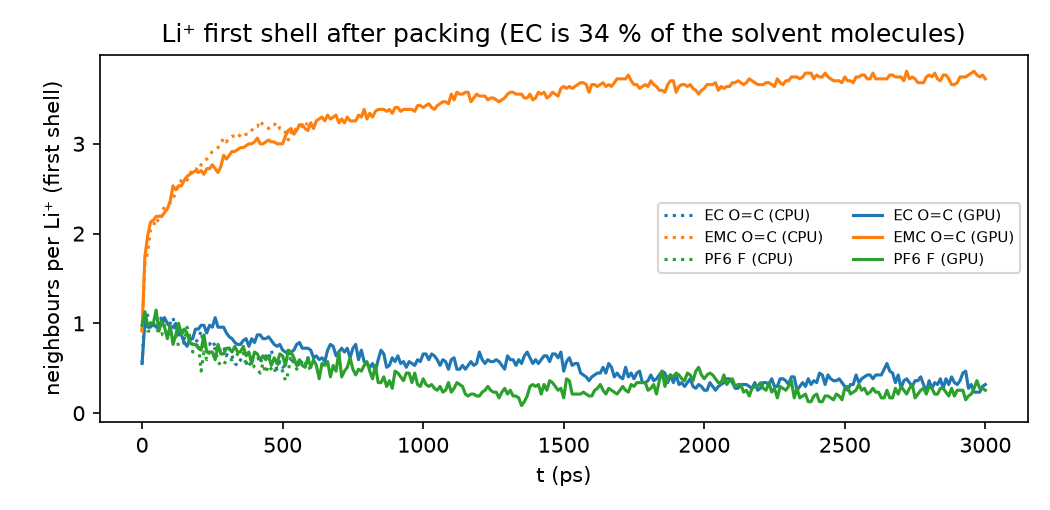 Li⁺ first shell after packing (EC is 34 % of the solvent molecules)
neighbours per Li⁺ (first shell)
3
2
1
0
EC O=C (CPU)
EMC O=C (CPU)
PF6 F (CPU)
EC O=C (GPU)
EMC O=C (GPU)
PF6 F (GPU)
0 500 1000 1500 2000 2500 3000
t (ps)